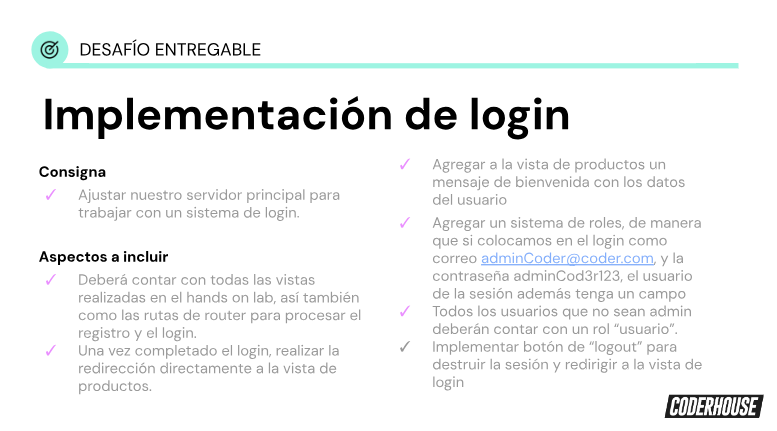 DESAFÍO ENTREGABLE
Implementación de login
Consigna
Ajustar nuestro servidor principal para
trabajar con un sistema de login.
Aspectos a incluir
Deberá contar con todas las vistas
realizadas en el hands on lab, así también
como las rutas de router para procesar el
registro y el login.
Una vez completado el login, realizar la
redirección directamente a la vista de
productos.
Agregar a la vista de productos un
mensaje de bienvenida con los datos
del usuario
Agregar un sistema de roles, de manera
que si colocamos en el login como
correo adminCoder@coder.com, y la
contraseña adminCod3r123, el usuario
de la sesión además tenga un campo
Todos los usuarios que no sean admin
deberán contar con un rol “usuario”.
Implementar botón de “logout” para
destruir la sesión y redirigir a la vista de
login
CODERHOUSE